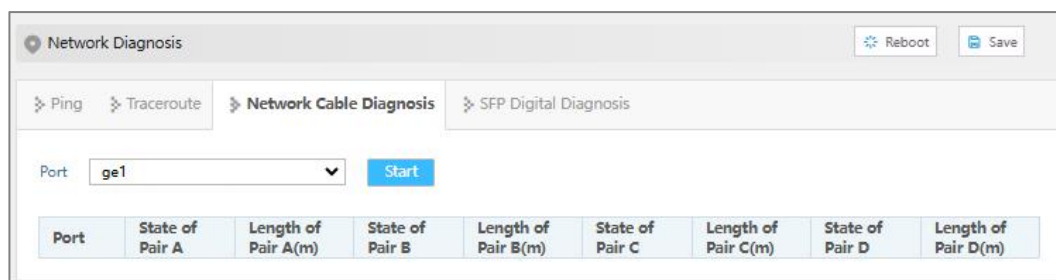 Network Diagnosis
Reboot
Save
Ping
Traceroute
Network Cable Diagnosis
SFP Digital Diagnosis
Port
ge1
Start
Port
State of
Pair A
Length of
Pair A(m)
State of
Pair B
Length of
Pair B(m)
State of
Pair C
Length of
Pair C(m)
State of
Pair D
Length of
Pair D(m)